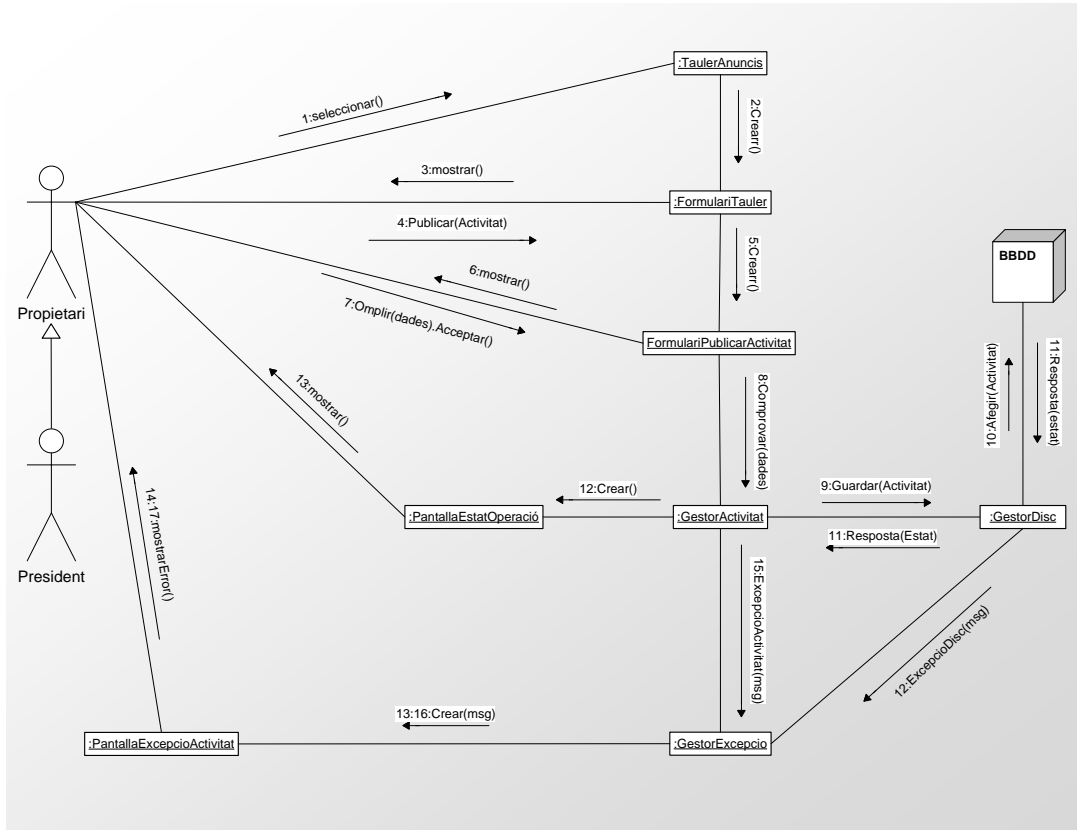 :TaulerAnuncis
1:seleccionar()
2:Crearr()
3:mostrar()
:FormulariTauler
4:Publicar(Activitat)
5:Crearr()
BBDD
6:mostrar()
7:Omplir(dades).Acceptar()
Propietari
FormulariPublicarActivitat
10:Afegir(Activitat)
11:Resposta(estat)
13:mostrar()
8:Comprovar(dades)
12:Crear()
9:Guardar(Activitat)
:PantallaEstatOperació
:GestorActivitat
:GestorDisc
11:Resposta(Estat)
President
14:17:mostrarError()
15:ExcepcioActivitat(msg)
12:ExcepcioDisc(msg)
13:16:Crear(msg)
:PantallaExcepcioActivitat
:GestorExcepcio